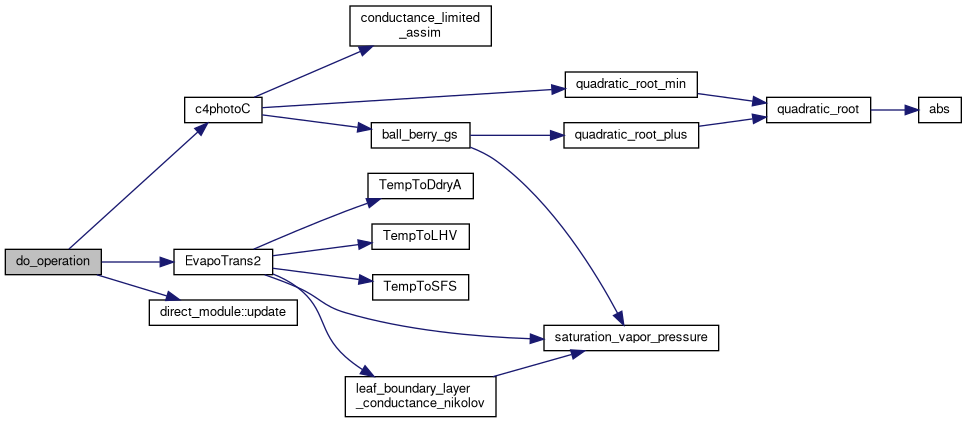 conductance_limited
_assim
c4photoC
quadratic_root_min
quadratic_root
abs
ball_berry_gs
quadratic_root_plus
TempToDdryA
TempToLHV
do_operation
EvapoTrans2
TempToSFS
direct_module::update
saturation_vapor_pressure
leaf_boundary_layer
_conductance_nikolov